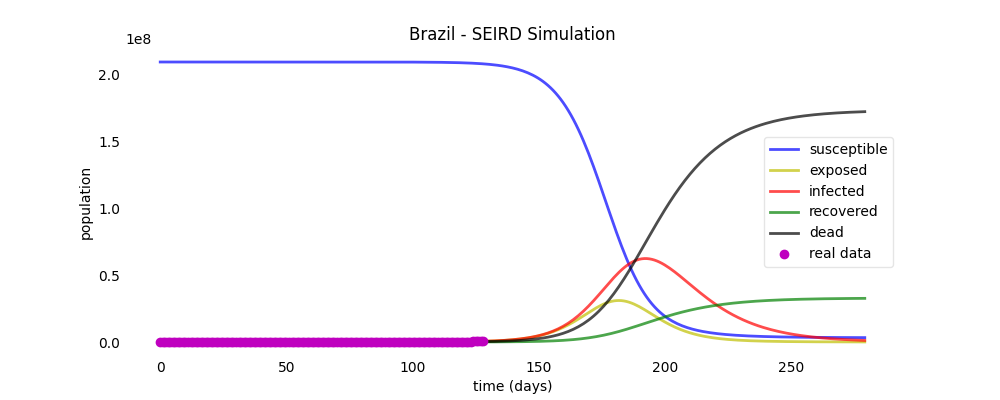 Brazil - SEIRD Simulation
1e8
2.0
1.5
1.0
0.5
0.0
population
0 50 100 150 200 250
time (days)
susceptible
exposed
infected
recovered
dead
real data